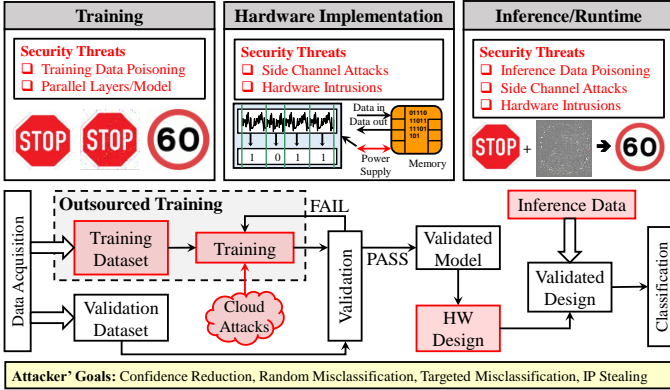 Training
Security Threats
❑ Training Data Poisoning
❑ Parallel Layers/Model
STOP
STOP
60
Hardware Implementation
Security Threats
❑ Side Channel Attacks
❑ Hardware Intrusions
1 0 1 1
Data in
Data out
Power
Supply
01110
11011
11101
101
Memory
Inference/Runtime
Security Threats
❑ Inference Data Poisoning
❑ Side Channel Attacks
❑ Hardware Intrusions
STOP
+
60
Data Acquisition
Outsourced Training
Training
Dataset
Training
Cloud
Attacks
Validation
Dataset
FAIL
Validation
PASS
Validated
Model
HW
Design
Inference Data
Validated
Design
Classification
Attacker' Goals: Confidence Reduction, Random Misclassification, Targeted Misclassification, IP Stealing